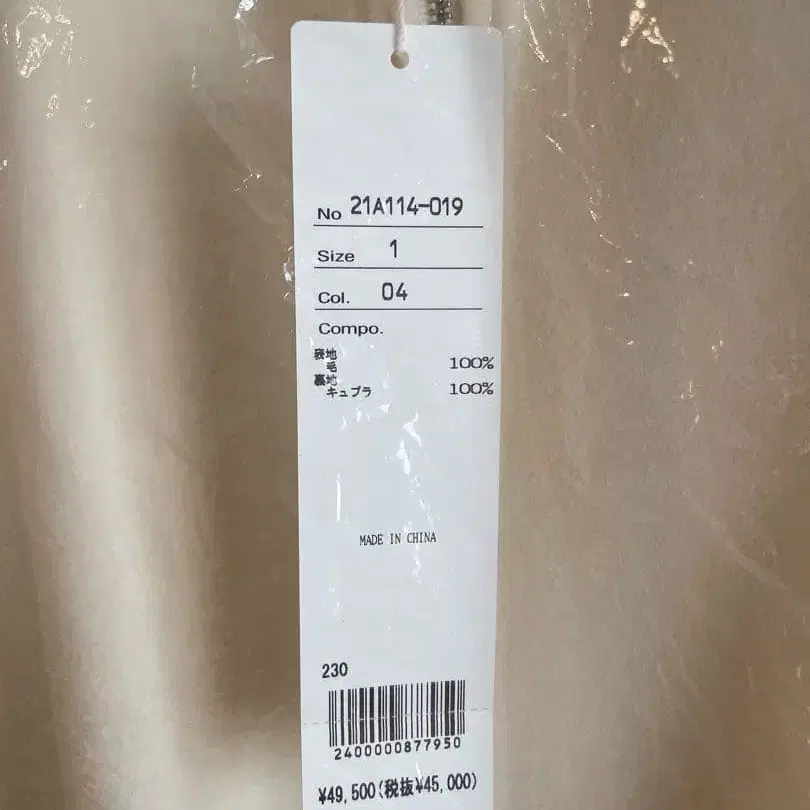 No 21A114-019
Size 1
Col. 04
Compo.
表地
毛 100%
裏地
キュプラ 100%
MADE IN CHINA
230
2400000877950
¥49,500(税抜¥45,000)